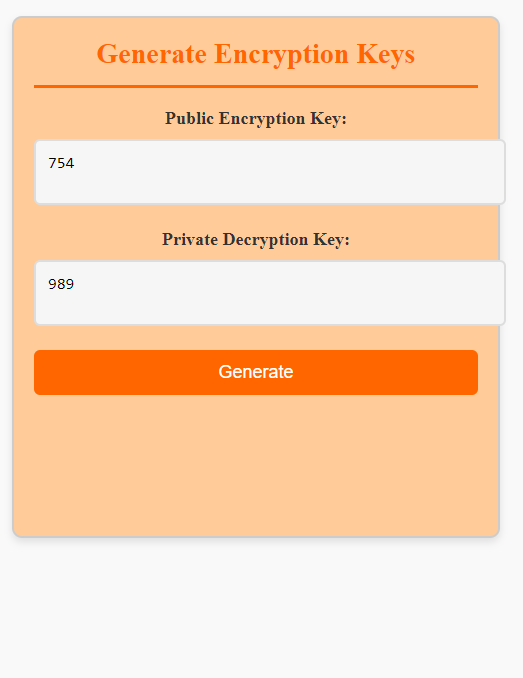 Generate Encryption Keys
Public Encryption Key:
754
Private Decryption Key:
989
Generate